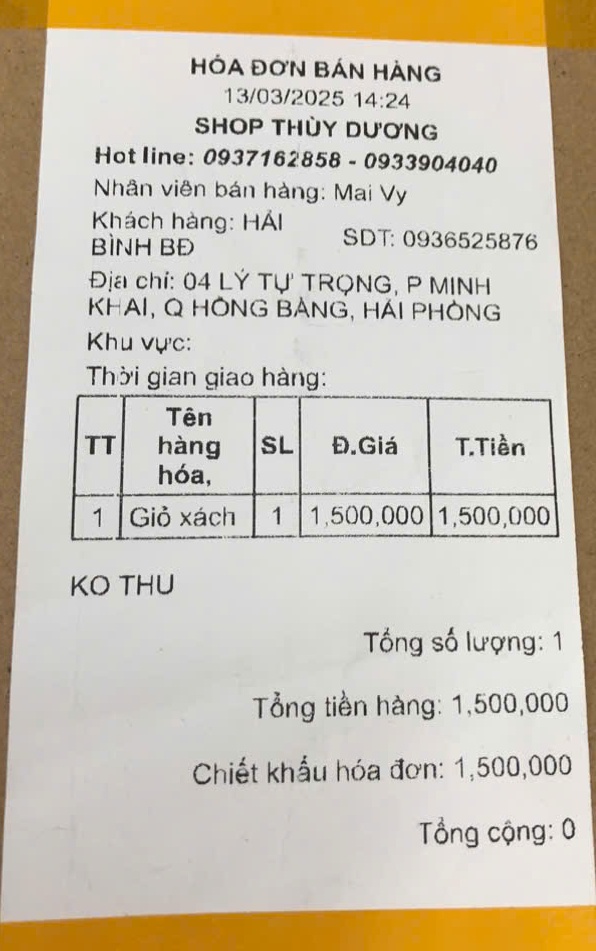 HÓA ĐƠN BÁN HÀNG
13/03/2025 14:24
SHOP THÙY DƯƠNG
Hot line: 0937162858 - 0933904040
Nhân viên bán hàng: Mai Vy
Khách hàng: HẢI BÌNH BĐ
SDT: 0936525876
Địa chỉ: 04 LÝ TỰ TRỌNG, P MINH
KHAI, Q HỒNG BÀNG, HẢI PHÒNG
Khu vực:
Thời gian giao hàng:
TT Tên hàng hóa, SL Đ.Giá T.Tiền
1 Giỏ xách 1 1,500,000 1,500,000
KO THU
Tổng số lượng: 1
Tổng tiền hàng: 1,500,000
Chiết khấu hóa đơn: 1,500,000
Tổng cộng: 0